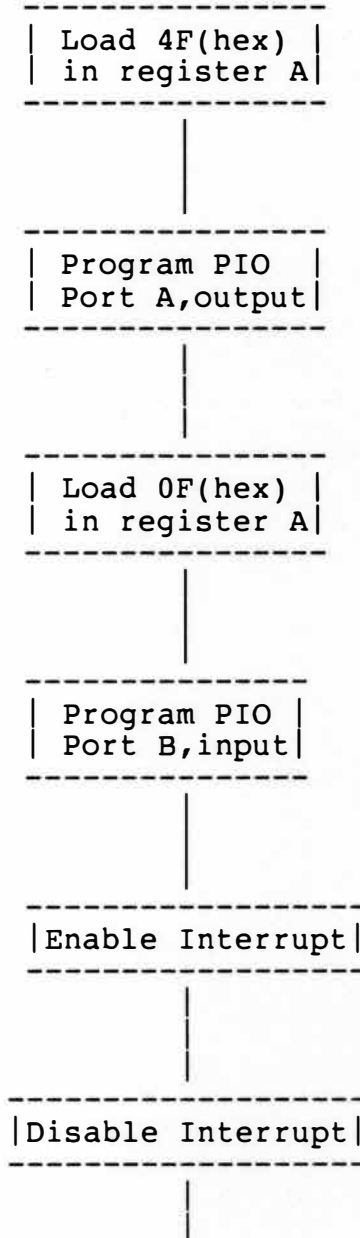 Load 4F(hex)
in register A
Program PIO
Port A,output
Load 0F(hex)
in register A
Program PIO
Port B,input
Enable Interrupt
Disable Interrupt